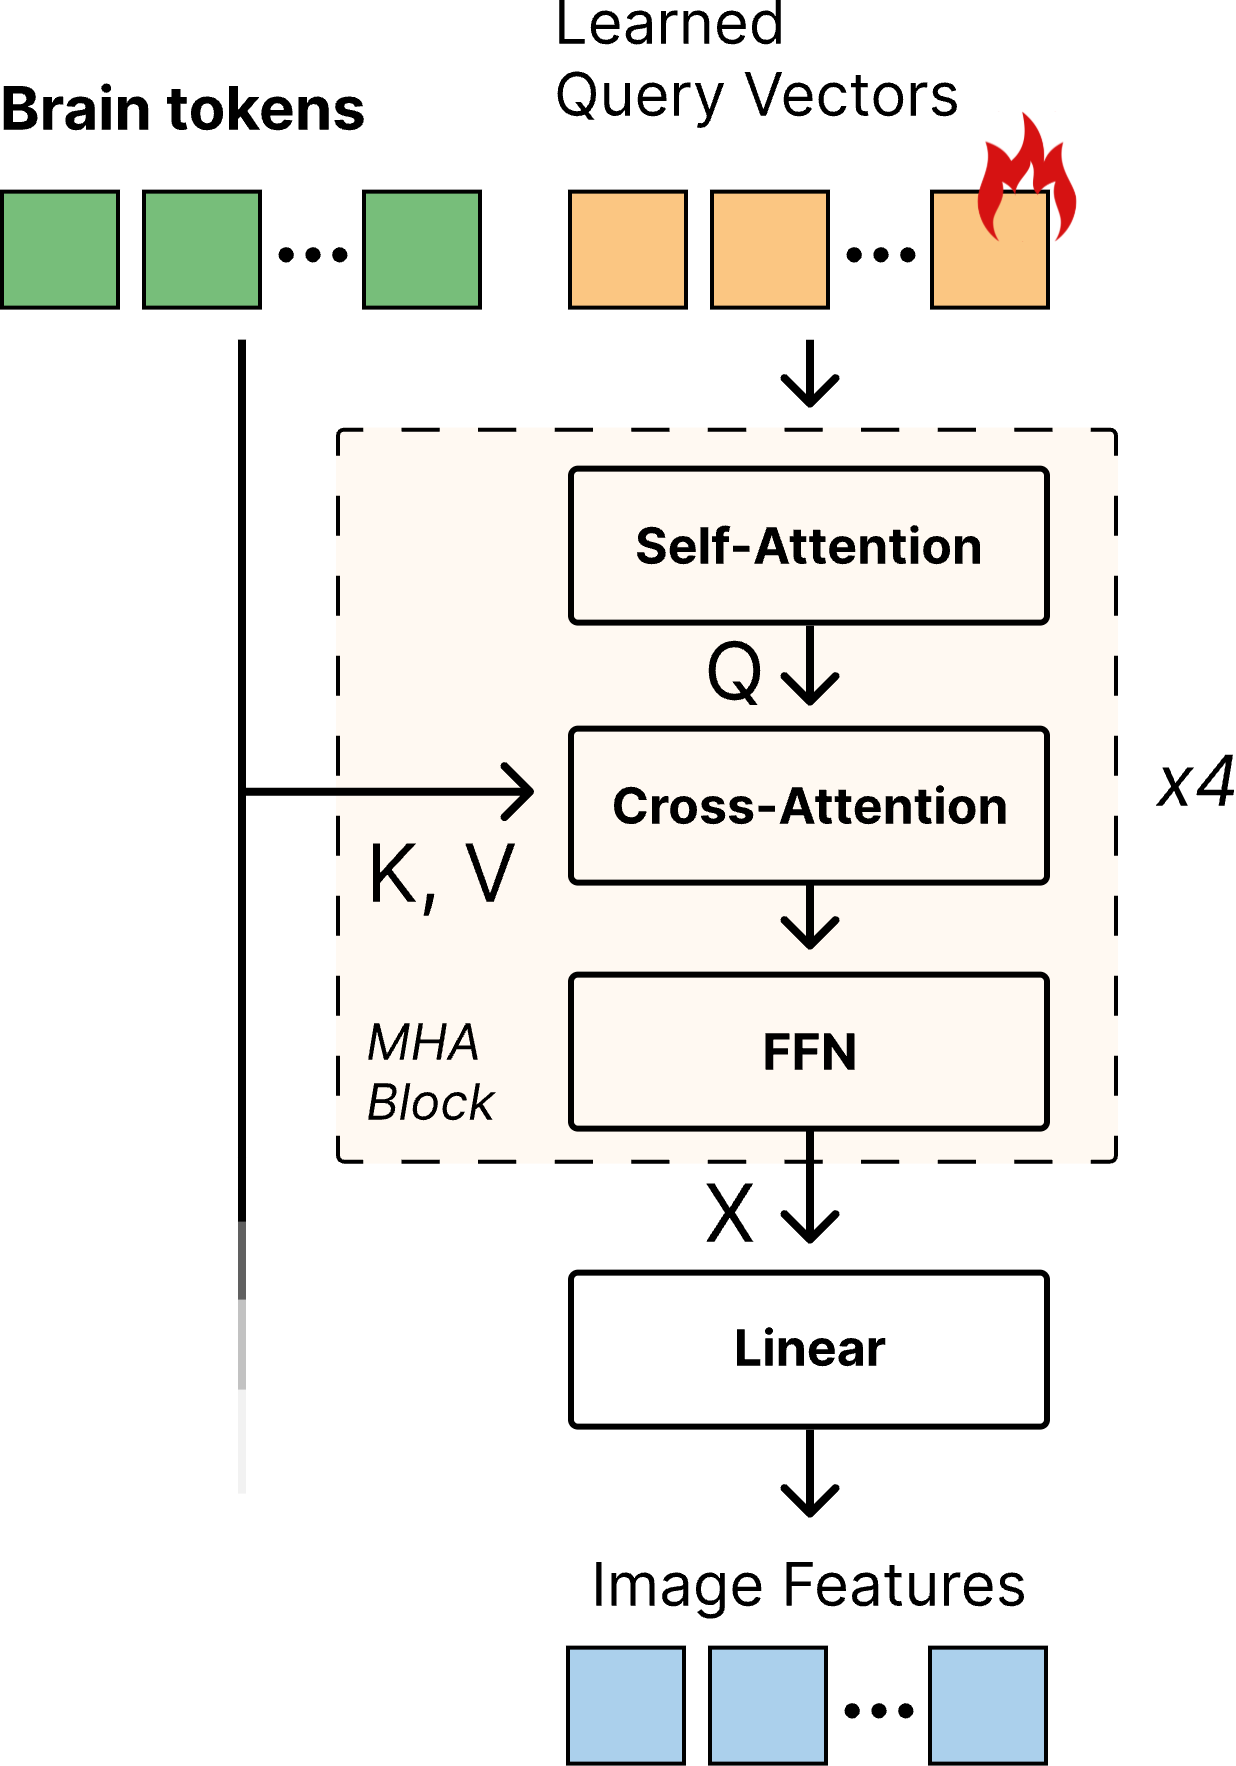 Learned
Query Vectors
Brain tokens
Self-Attention
Q
Cross-Attention
x4
K, V
MHA
Block
FFN
X
Linear
Image Features